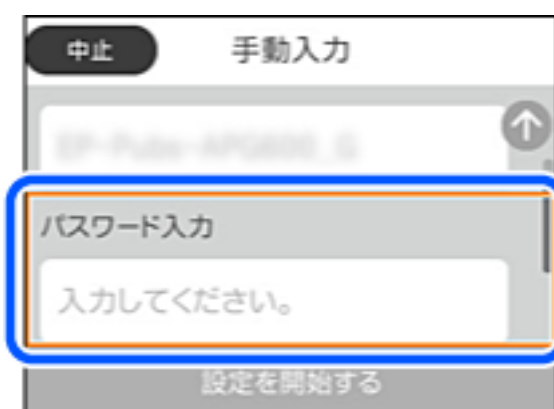 中止
手動入力
パスワード入力
入力してください。
設定を開始する